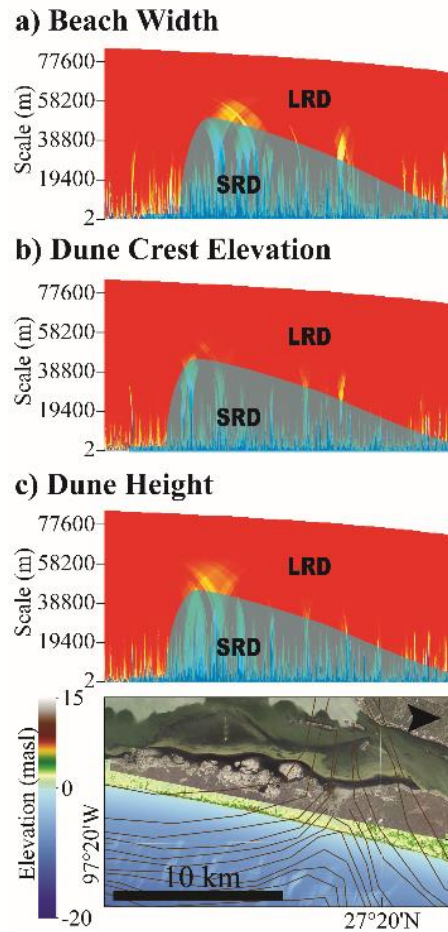 a) Beach Width
77600
58200
38800
19400
2
Scale (m)
LRD
SRD
b) Dune Crest Elevation
77600
58200
38800
19400
2
Scale (m)
LRD
SRD
c) Dune Height
77600
58200
38800
19400
2
Scale (m)
LRD
SRD
15
0
-20
Elevation (masl)
97°20'W
10 km
27°20'N